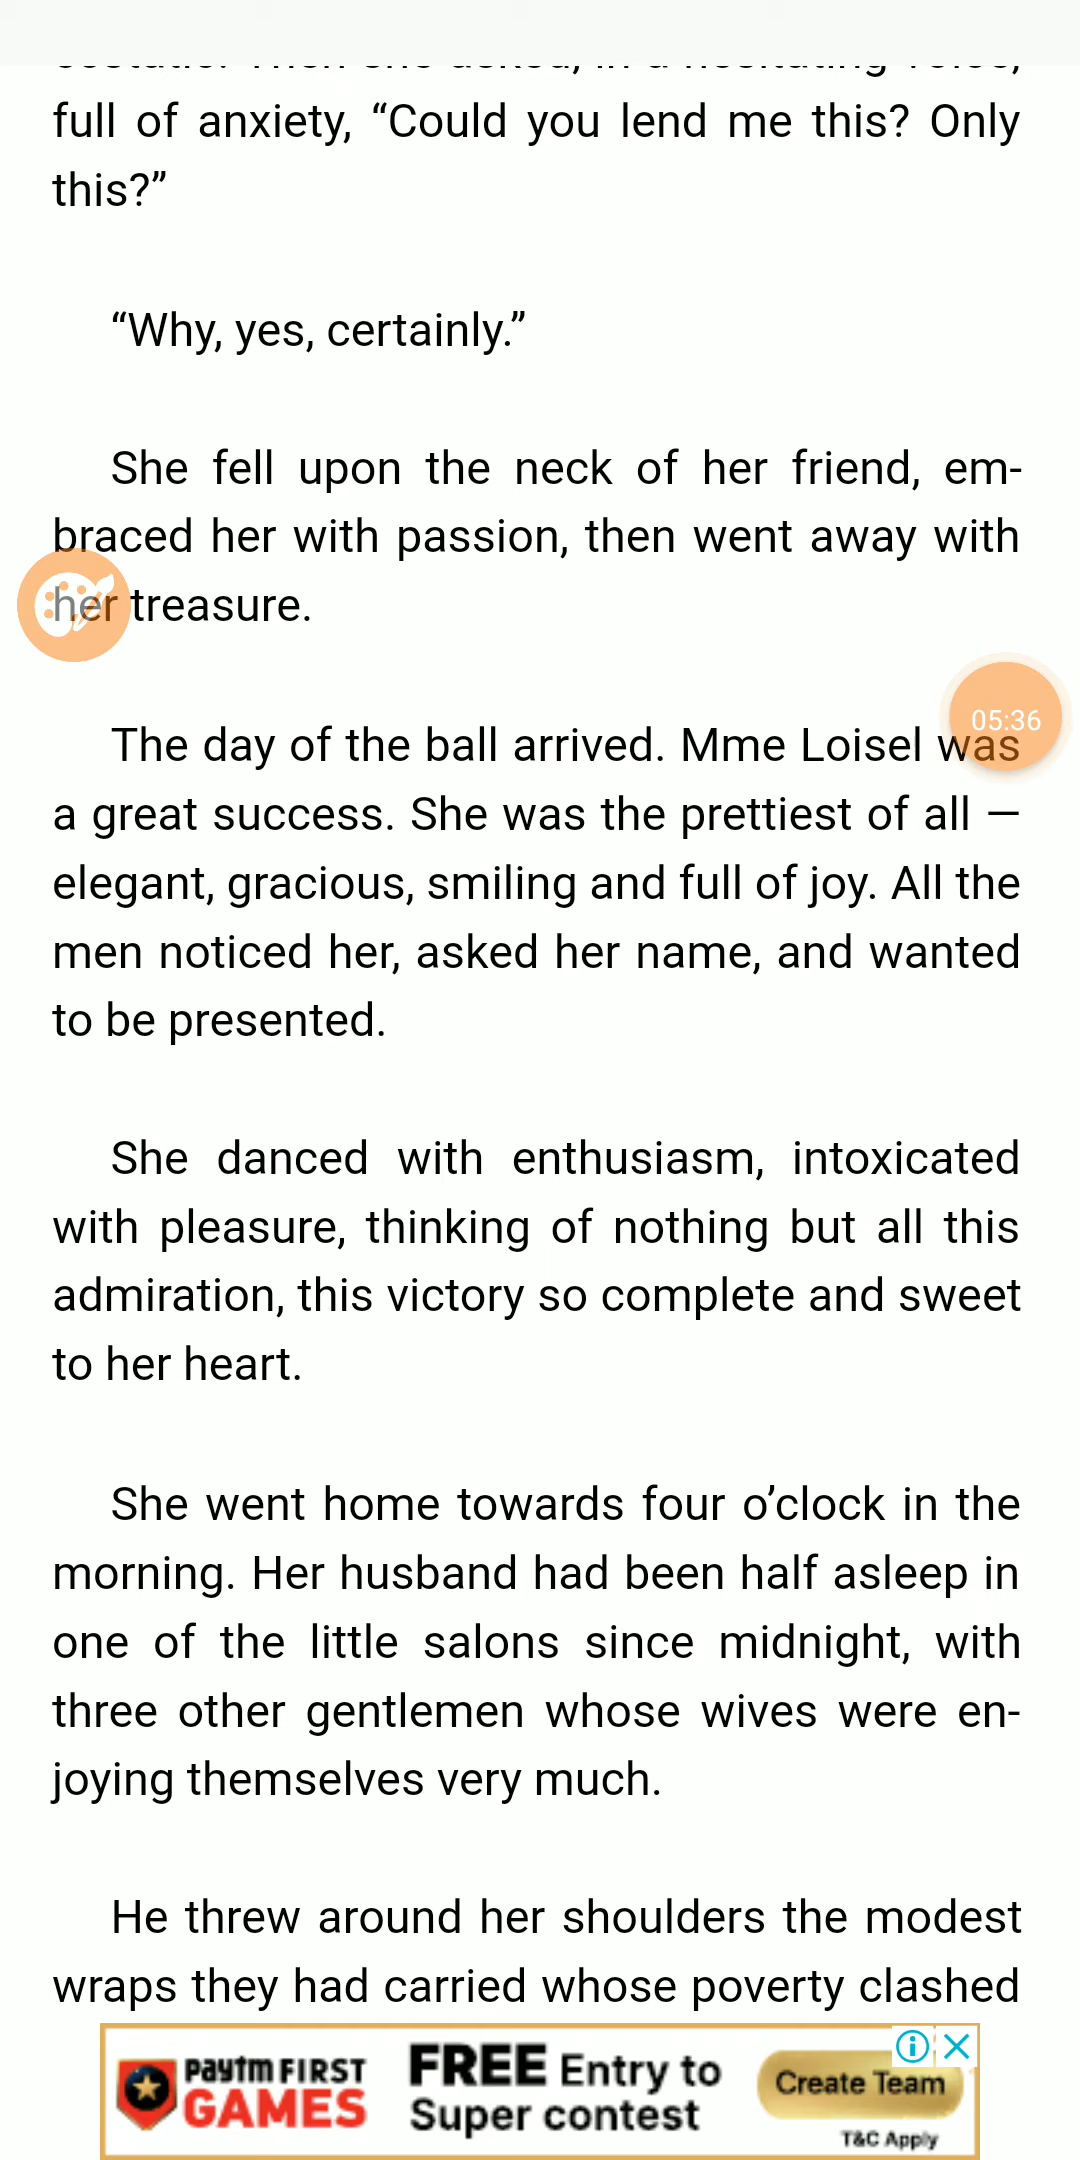 full of anxiety, “Could you lend me this? Only
this?”
“Why, yes, certainly.”
She fell upon the neck of her friend, em-
braced her with passion, then went away with
her treasure.
05:36
The day of the ball arrived. Mme Loisel was
a great success. She was the prettiest of all —
elegant, gracious, smiling and full of joy. All the
men noticed her, asked her name, and wanted
to be presented.
She danced with enthusiasm, intoxicated
with pleasure, thinking of nothing but all this
admiration, this victory so complete and sweet
to her heart.
She went home towards four o’clock in the
morning. Her husband had been half asleep in
one of the little salons since midnight, with
three other gentlemen whose wives were en-
joying themselves very much.
He threw around her shoulders the modest
wraps they had carried whose poverty clashed
Paytm FIRST
GAMES
FREE Entry to
Super contest
Create Team
T&C Apply